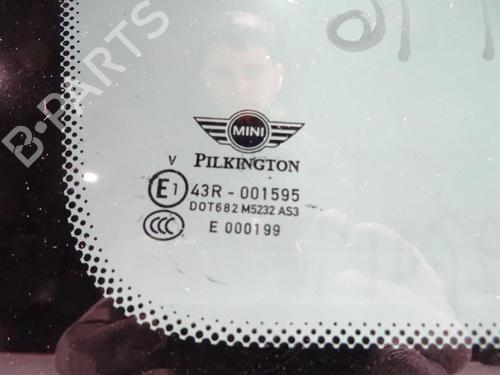 B-PARTS
MINI
V PILKINGTON
E1 43R - 001595
DOT682 M5232 AS3
CCC E 000199